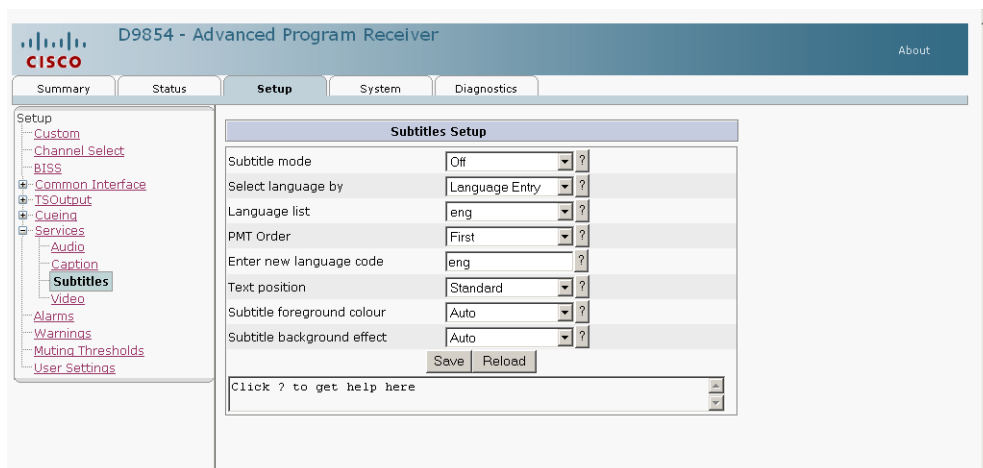 D9854 - Advanced Program Receiver
CISCO
About
Summary Status Setup System Diagnostics
Setup
Custom
Channel Select
BISS
Common Interface
TSOutput
Cueing
Services
Audio
Caption
Subtitles
Video
Alarms
Warnings
Muting Thresholds
User Settings
Subtitles Setup
Subtitle mode Off ?
Select language by Language Entry ?
Language list eng ?
PMT Order First ?
Enter new language code eng ?
Text position Standard ?
Subtitle foreground colour Auto ?
Subtitle background effect Auto ?
Save Reload
Click ? to get help here